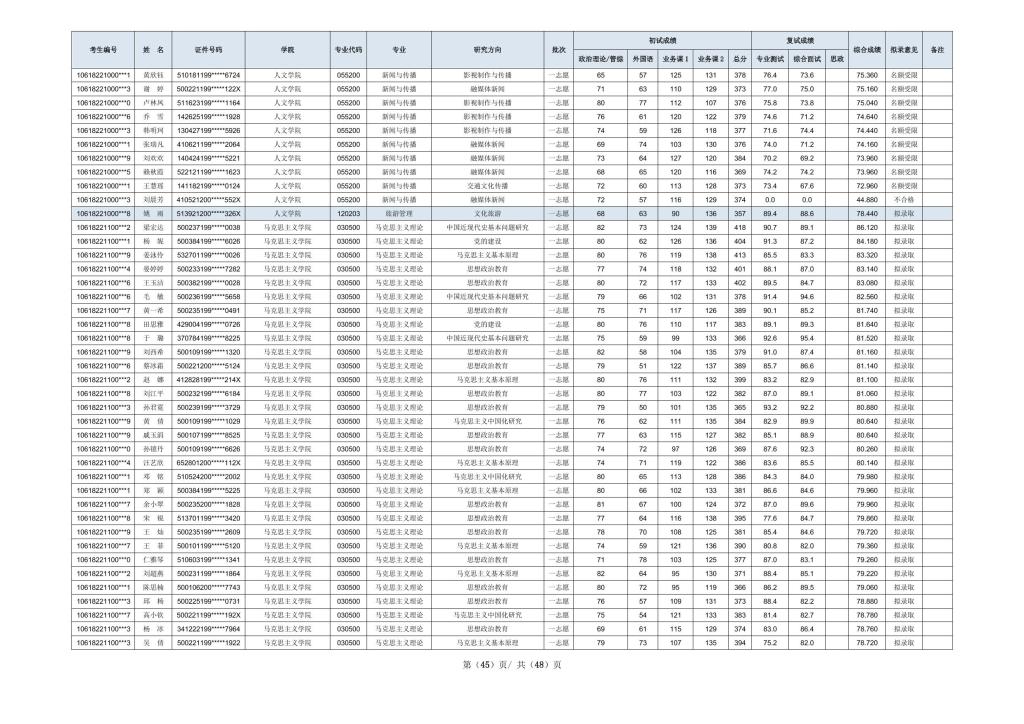 考生编号 姓 名 证件号码 学院 专业代码 专业 研究方向 批次 初试成绩 复试成绩 综合成绩 拟录意见 备注
政治理论/管综 外国语 业务课1 业务课2 总分 专业测试 综合面试 思政
10618221000***1 黄欣钰 510181199*****6724 人文学院 055200 新闻与传播 影视制作与传播 一志愿 65 57 125 131 378 76.4 73.6 75.360 名额受限
10618221000***3 谢 婷 500221199*****122X 人文学院 055200 新闻与传播 融媒体新闻 一志愿 71 63 110 129 373 77.0 75.0 75.160 名额受限
10618221000***0 卢林风 511623199*****1164 人文学院 055200 新闻与传播 影视制作与传播 一志愿 80 77 112 107 376 75.8 73.8 75.040 名额受限
10618221000***6 乔 雪 142625199*****1928 人文学院 055200 新闻与传播 影视制作与传播 一志愿 76 61 120 122 379 74.6 71.2 74.640 名额受限
10618221000***3 韩明珂 130427199*****5926 人文学院 055200 新闻与传播 影视制作与传播 一志愿 74 59 126 118 377 71.6 74.4 74.440 名额受限
10618221000***1 张瑞凡 410621199*****2064 人文学院 055200 新闻与传播 融媒体新闻 一志愿 69 74 103 130 376 74.0 71.2 74.160 名额受限
10618221000***9 刘欢欢 140424199*****5221 人文学院 055200 新闻与传播 融媒体新闻 一志愿 73 64 127 120 384 70.2 69.2 73.960 名额受限
10618221000***5 赖秋霞 522121199*****1623 人文学院 055200 新闻与传播 融媒体新闻 一志愿 68 65 120 116 369 74.2 74.2 73.960 名额受限
10618221000***1 王慧瑶 141182199*****0124 人文学院 055200 新闻与传播 交通文化传播 一志愿 72 60 113 128 373 73.4 67.6 72.960 名额受限
10618221000***3 刘晨芳 410521200*****552X 人文学院 055200 新闻与传播 融媒体新闻 一志愿 72 57 116 129 374 0.0 0.0 44.880 不合格
10618221000***8 姚 雨 513921200*****326X 人文学院 120203 旅游管理 文化旅游 一志愿 68 63 90 136 357 89.4 88.6 78.440 拟录取
10618221100***2 梁宏达 500237199*****0038 马克思主义学院 030500 马克思主义理论 中国近现代史基本问题研究 一志愿 82 73 124 139 418 90.7 89.1 86.120 拟录取
10618221100***1 杨 妮 500384199*****6026 马克思主义学院 030500 马克思主义理论 党的建设 一志愿 80 62 126 136 404 91.3 87.2 84.180 拟录取
10618221100***9 姜泳伶 532701199*****0026 马克思主义学院 030500 马克思主义理论 马克思主义基本原理 一志愿 80 76 119 138 413 85.5 83.3 83.320 拟录取
10618221100***4 晏婷婷 500233199*****7282 马克思主义学院 030500 马克思主义理论 思想政治教育 一志愿 77 74 118 132 401 88.1 87.0 83.140 拟录取
10618221100***6 王玉洁 500382199*****0028 马克思主义学院 030500 马克思主义理论 思想政治教育 一志愿 80 72 117 133 402 89.5 84.7 83.080 拟录取
10618221100***6 毛 敏 500236199*****5658 马克思主义学院 030500 马克思主义理论 中国近现代史基本问题研究 一志愿 79 66 102 131 378 91.4 94.6 82.560 拟录取
10618221100***7 黄一希 500235199*****0491 马克思主义学院 030500 马克思主义理论 思想政治教育 一志愿 75 71 117 126 389 90.1 85.2 81.740 拟录取
10618221100***8 田思雅 429004199*****0726 马克思主义学院 030500 马克思主义理论 党的建设 一志愿 80 76 110 117 383 89.1 89.3 81.640 拟录取
10618221100***8 于 璐 370784199*****8225 马克思主义学院 030500 马克思主义理论 中国近现代史基本问题研究 一志愿 75 59 99 133 366 92.6 95.4 81.520 拟录取
10618221100***9 刘西希 500109199*****1320 马克思主义学院 030500 马克思主义理论 思想政治教育 一志愿 82 58 104 135 379 91.0 87.4 81.160 拟录取
10618221100***6 蔡冰霜 500221200*****5124 马克思主义学院 030500 马克思主义理论 思想政治教育 一志愿 79 51 122 137 389 85.7 86.6 81.140 拟录取
10618221100***2 赵 娜 412828199*****214X 马克思主义学院 030500 马克思主义理论 马克思主义基本原理 一志愿 80 76 111 132 399 83.2 82.9 81.100 拟录取
10618221100***8 刘江平 500232199*****6184 马克思主义学院 030500 马克思主义理论 思想政治教育 一志愿 80 77 103 122 382 87.0 89.1 81.060 拟录取
10618221100***3 孙君霓 500239199*****3729 马克思主义学院 030500 马克思主义理论 思想政治教育 一志愿 79 50 101 135 365 93.2 92.2 80.880 拟录取
10618221100***9 黄 倩 500109199*****1029 马克思主义学院 030500 马克思主义理论 马克思主义中国化研究 一志愿 76 62 111 135 384 82.9 89.9 80.640 拟录取
10618221100***9 戚玉涓 500107199*****8525 马克思主义学院 030500 马克思主义理论 思想政治教育 一志愿 77 63 115 127 382 85.1 88.9 80.640 拟录取
10618221100***0 孙镱丹 500109199*****6626 马克思主义学院 030500 马克思主义理论 思想政治教育 一志愿 74 72 97 126 369 87.6 92.3 80.260 拟录取
10618221100***4 汪艺欣 652801200*****112X 马克思主义学院 030500 马克思主义理论 马克思主义基本原理 一志愿 74 71 119 122 386 83.6 85.5 80.140 拟录取
10618221100***1 邓 铭 510524200*****2002 马克思主义学院 030500 马克思主义理论 马克思主义中国化研究 一志愿 80 65 113 128 386 84.3 84.0 79.980 拟录取
10618221100***1 郑 颖 500384199*****5225 马克思主义学院 030500 马克思主义理论 马克思主义基本原理 一志愿 80 66 102 133 381 86.6 84.6 79.960 拟录取
10618221100***7 余小翠 500235200*****1828 马克思主义学院 030500 马克思主义理论 思想政治教育 一志愿 81 67 100 124 372 87.0 89.6 79.960 拟录取
10618221100***8 宋 锐 513701199*****3420 马克思主义学院 030500 马克思主义理论 思想政治教育 一志愿 77 64 116 138 395 77.6 84.7 79.860 拟录取
10618221100***9 王 灿 500235199*****2609 马克思主义学院 030500 马克思主义理论 思想政治教育 一志愿 78 70 108 125 381 85.4 84.6 79.720 拟录取
10618221100***7 王 菲 500101199*****5120 马克思主义学院 030500 马克思主义理论 马克思主义基本原理 一志愿 74 59 121 136 390 80.8 82.0 79.360 拟录取
10618221100***0 仁雅琴 510603199*****1341 马克思主义学院 030500 马克思主义理论 思想政治教育 一志愿 71 78 103 125 377 87.0 83.1 79.260 拟录取
10618221100***2 刘超燕 500231199*****1864 马克思主义学院 030500 马克思主义理论 马克思主义基本原理 一志愿 82 64 95 130 371 88.4 85.1 79.220 拟录取
10618221100***1 陈思楠 500106200*****7743 马克思主义学院 030500 马克思主义理论 思想政治教育 一志愿 80 72 95 119 366 86.2 89.5 79.060 拟录取
10618221100***3 邱 杨 500225199*****0731 马克思主义学院 030500 马克思主义理论 思想政治教育 一志愿 76 57 109 131 373 88.4 82.2 78.880 拟录取
10618221100***7 高小钦 500221199*****192X 马克思主义学院 030500 马克思主义理论 马克思主义中国化研究 一志愿 75 54 121 133 383 81.4 82.7 78.780 拟录取
10618221100***3 杨 冰 341222199*****7964 马克思主义学院 030500 马克思主义理论 思想政治教育 一志愿 69 61 115 129 374 83.0 86.4 78.760 拟录取
10618221100***3 吴 倩 500221199*****1922 马克思主义学院 030500 马克思主义理论 马克思主义基本原理 一志愿 79 73 107 135 394 75.2 82.0 78.720 拟录取
第（45）页/ 共（48）页